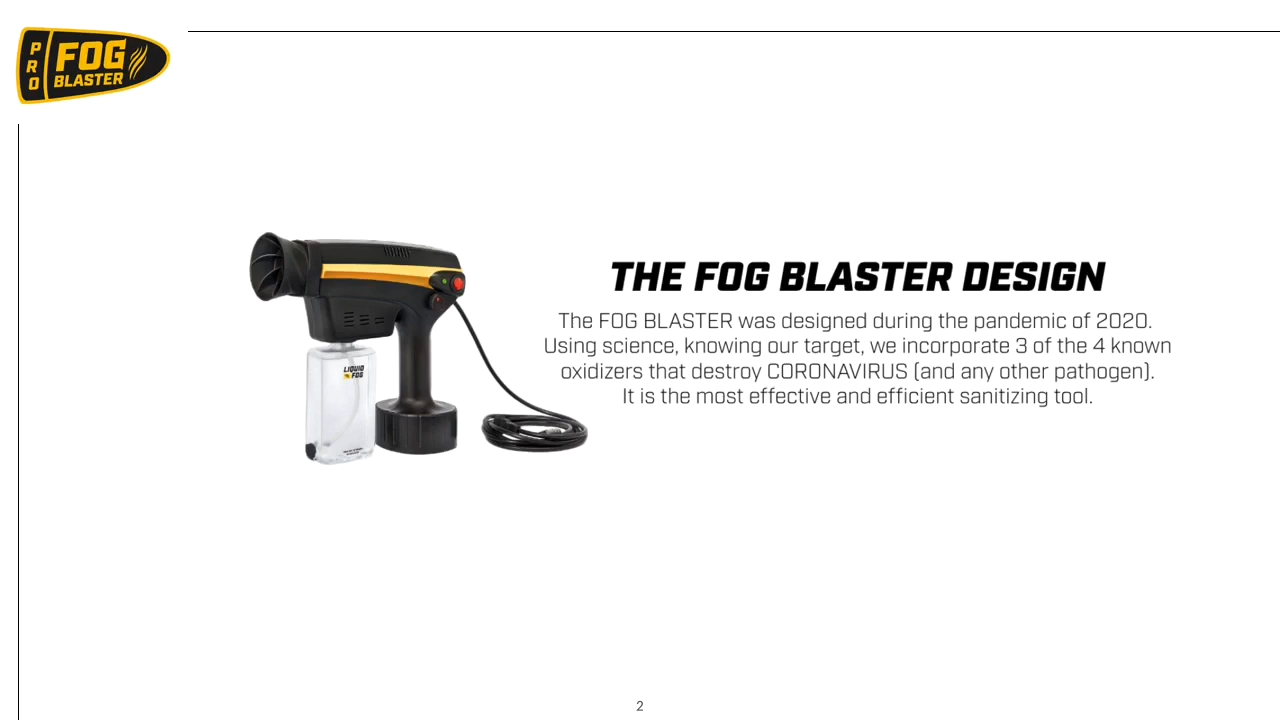 PRO
FOG
BLASTER
THE FOG BLASTER DESIGN
The FOG BLASTER was designed during the pandemic of 2020.
Using science, knowing our target, we incorporate 3 of the 4 known
oxidizers that destroy CORONAVIRUS (and any other pathogen).
It is the most effective and efficient sanitizing tool.
LIQUID
FOG
2